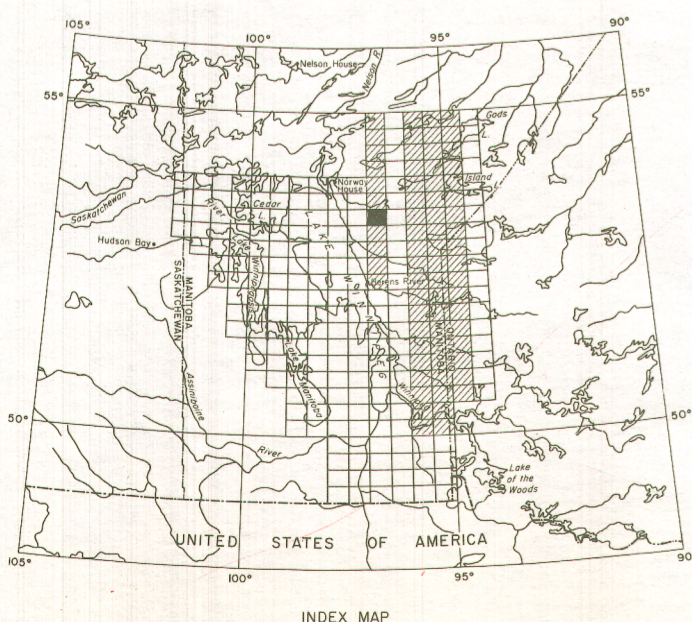 105°
100°
95°
90°
Nelson House
Nelson R.
55°
55°
Gods
L.
Norway
House
Island
L.
Saskatchewan
River
Cedar
L.
LAKE
WINNIPEG
Hudson Bay
Lake
Winnipegosis
Berens River
MANITOBA
SASKATCHEWAN
ONTARIO
MANITOBA
Lake
Manitoba
Winnipeg
Assiniboine
River
50°
50°
Lake
of the
Woods
UNITED STATES OF AMERICA
105°
100°
95°
90
INDEX MAP